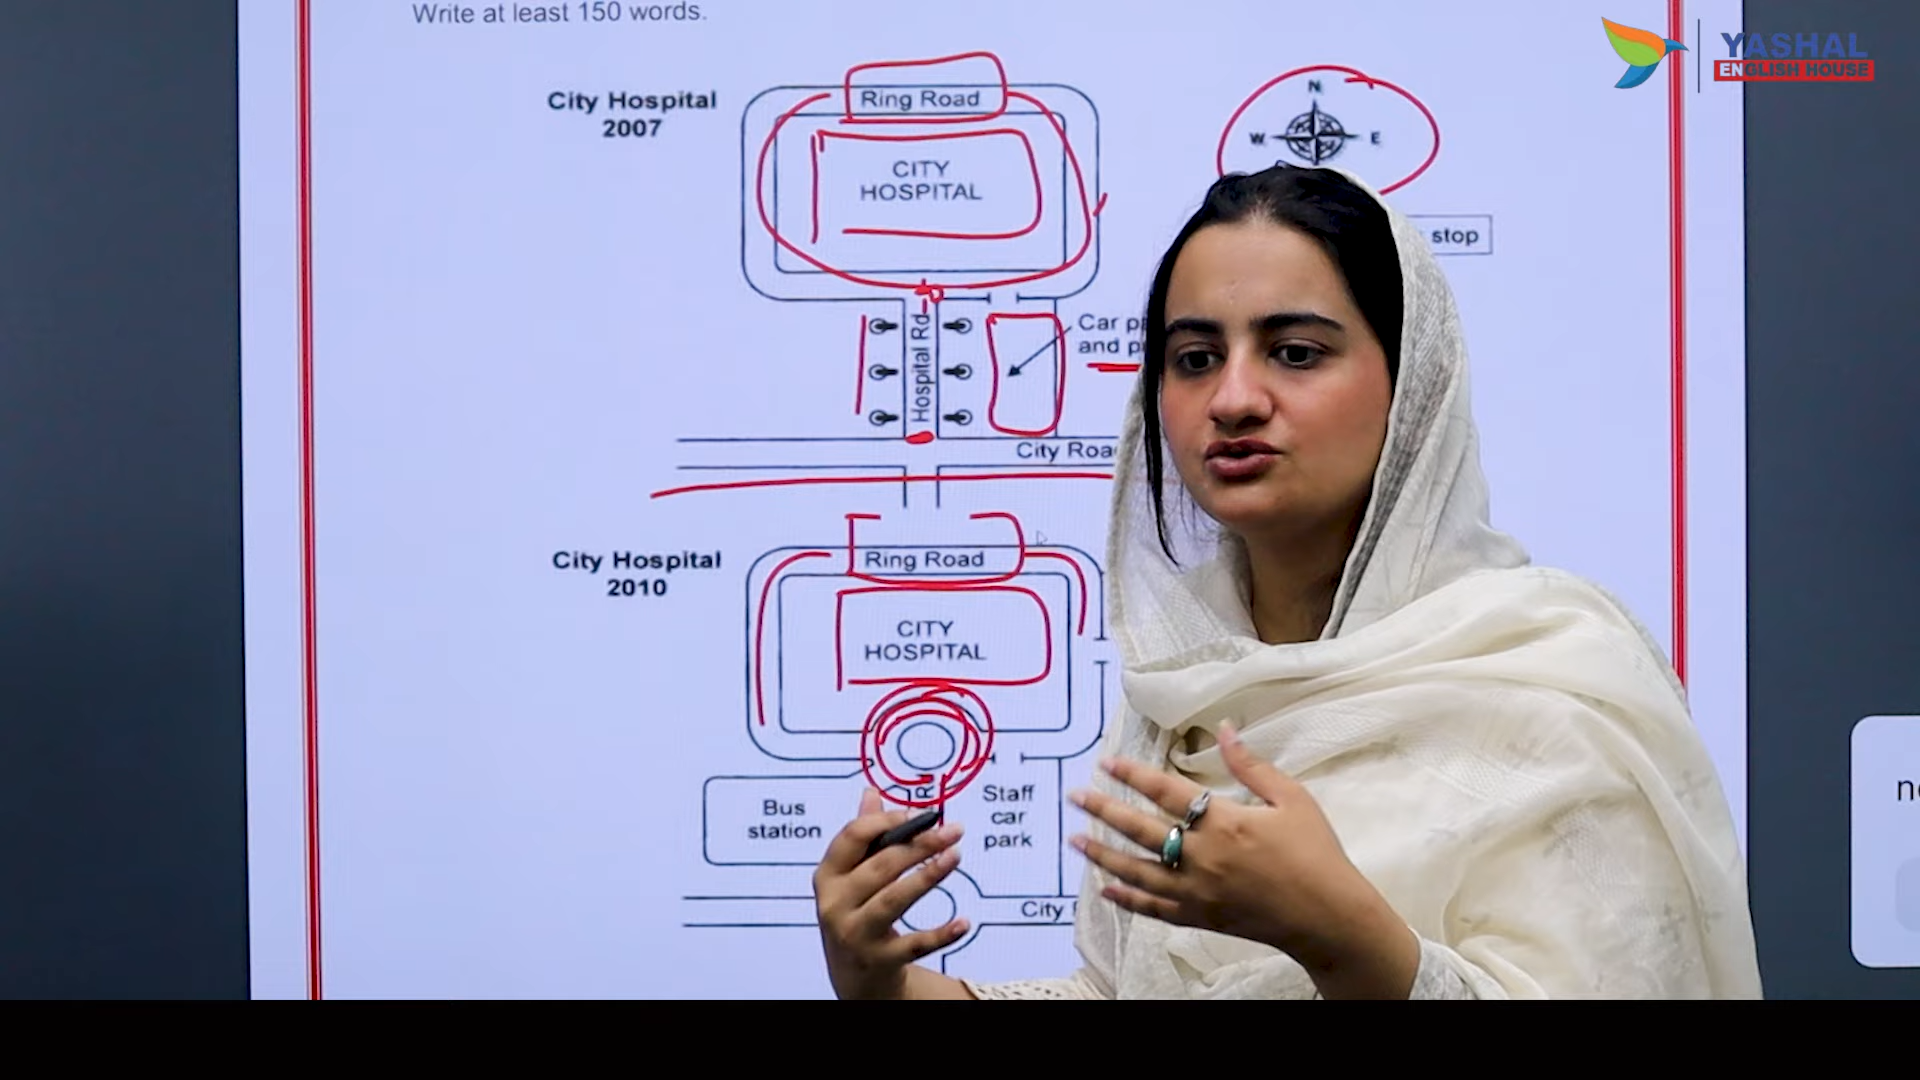 Write at least 150 words.
YASHAL
ENGLISH HOUSE
City Hospital
2007
Ring Road
N
W E
CITY
HOSPITAL
stop
Hospital Rd
Car
and
City
City Hospital
2010
Ring Road
CITY
HOSPITAL
Rd
Bus
station
Staff
car
park
City